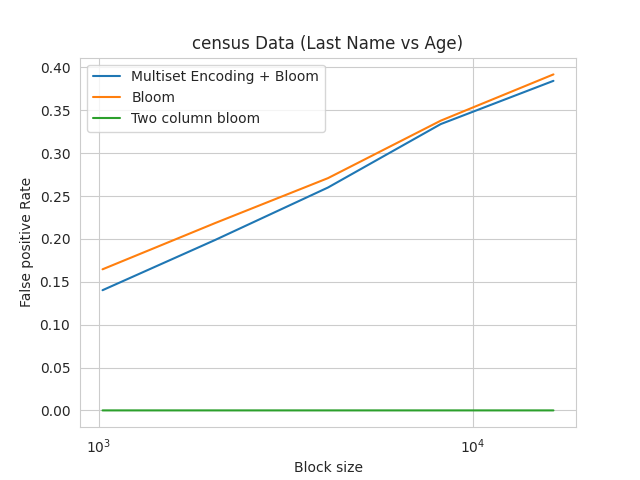 census Data (Last Name vs Age)
Multiset Encoding + Bloom
Bloom
Two column bloom
False positive Rate
0.40
0.35
0.30
0.25
0.20
0.15
0.10
0.05
0.00
10³ 10⁴
Block size